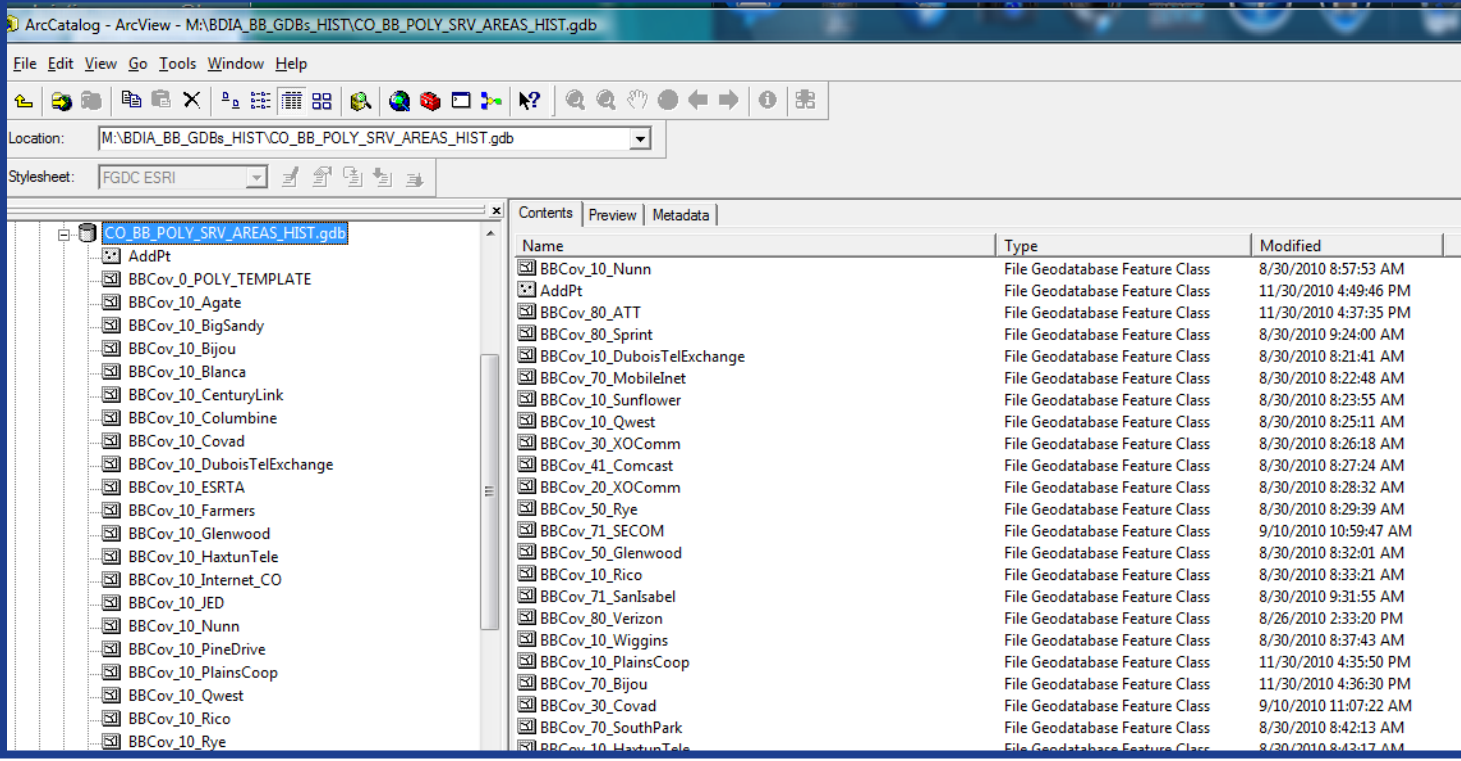 ArcCatalog - ArcView - M:\BDIA_BB_GDBs_HIST\CO_BB_POLY_SRV_AREAS_HIST.gdb
File Edit View Go Tools Window Help
Location: M:\BDIA_BB_GDBs_HIST\CO_BB_POLY_SRV_AREAS_HIST.gdb
Stylesheet: FGDC ESRI
CO_BB_POLY_SRV_AREAS_HIST.gdb
AddPt
BBCov_0_POLY_TEMPLATE
BBCov_10_Agate
BBCov_10_BigSandy
BBCov_10_Bijou
BBCov_10_Blanca
BBCov_10_CenturyLink
BBCov_10_Columbine
BBCov_10_Covad
BBCov_10_DuboisTelExchange
BBCov_10_ESRTA
BBCov_10_Farmers
BBCov_10_Glenwood
BBCov_10_HaxtunTele
BBCov_10_Internet_CO
BBCov_10_JED
BBCov_10_Nunn
BBCov_10_PineDrive
BBCov_10_PlainsCoop
BBCov_10_Qwest
BBCov_10_Rico
BBCov_10_Rye
Contents Preview Metadata
Name Type Modified
BBCov_10_Nunn File Geodatabase Feature Class 8/30/2010 8:57:53 AM
AddPt File Geodatabase Feature Class 11/30/2010 4:49:46 PM
BBCov_80_ATT File Geodatabase Feature Class 11/30/2010 4:37:35 PM
BBCov_80_Sprint File Geodatabase Feature Class 8/30/2010 9:24:00 AM
BBCov_10_DuboisTelExchange File Geodatabase Feature Class 8/30/2010 8:21:41 AM
BBCov_70_MobileInet File Geodatabase Feature Class 8/30/2010 8:22:48 AM
BBCov_10_Sunflower File Geodatabase Feature Class 8/30/2010 8:23:55 AM
BBCov_10_Qwest File Geodatabase Feature Class 8/30/2010 8:25:11 AM
BBCov_30_XOComm File Geodatabase Feature Class 8/30/2010 8:26:18 AM
BBCov_41_Comcast File Geodatabase Feature Class 8/30/2010 8:27:24 AM
BBCov_20_XOComm File Geodatabase Feature Class 8/30/2010 8:28:32 AM
BBCov_50_Rye File Geodatabase Feature Class 8/30/2010 8:29:39 AM
BBCov_71_SECOM File Geodatabase Feature Class 9/10/2010 10:59:47 AM
BBCov_50_Glenwood File Geodatabase Feature Class 8/30/2010 8:32:01 AM
BBCov_10_Rico File Geodatabase Feature Class 8/30/2010 8:33:21 AM
BBCov_71_SanIsabel File Geodatabase Feature Class 8/30/2010 9:31:55 AM
BBCov_80_Verizon File Geodatabase Feature Class 8/26/2010 2:33:20 PM
BBCov_10_Wiggins File Geodatabase Feature Class 8/30/2010 8:37:43 AM
BBCov_10_PlainsCoop File Geodatabase Feature Class 11/30/2010 4:35:50 PM
BBCov_70_Bijou File Geodatabase Feature Class 11/30/2010 4:36:30 PM
BBCov_30_Covad File Geodatabase Feature Class 9/10/2010 11:07:22 AM
BBCov_70_SouthPark File Geodatabase Feature Class 8/30/2010 8:42:13 AM
BBCov_10_HaxtunTele File Geodatabase Feature Class 8/30/2010 8:43:17 AM